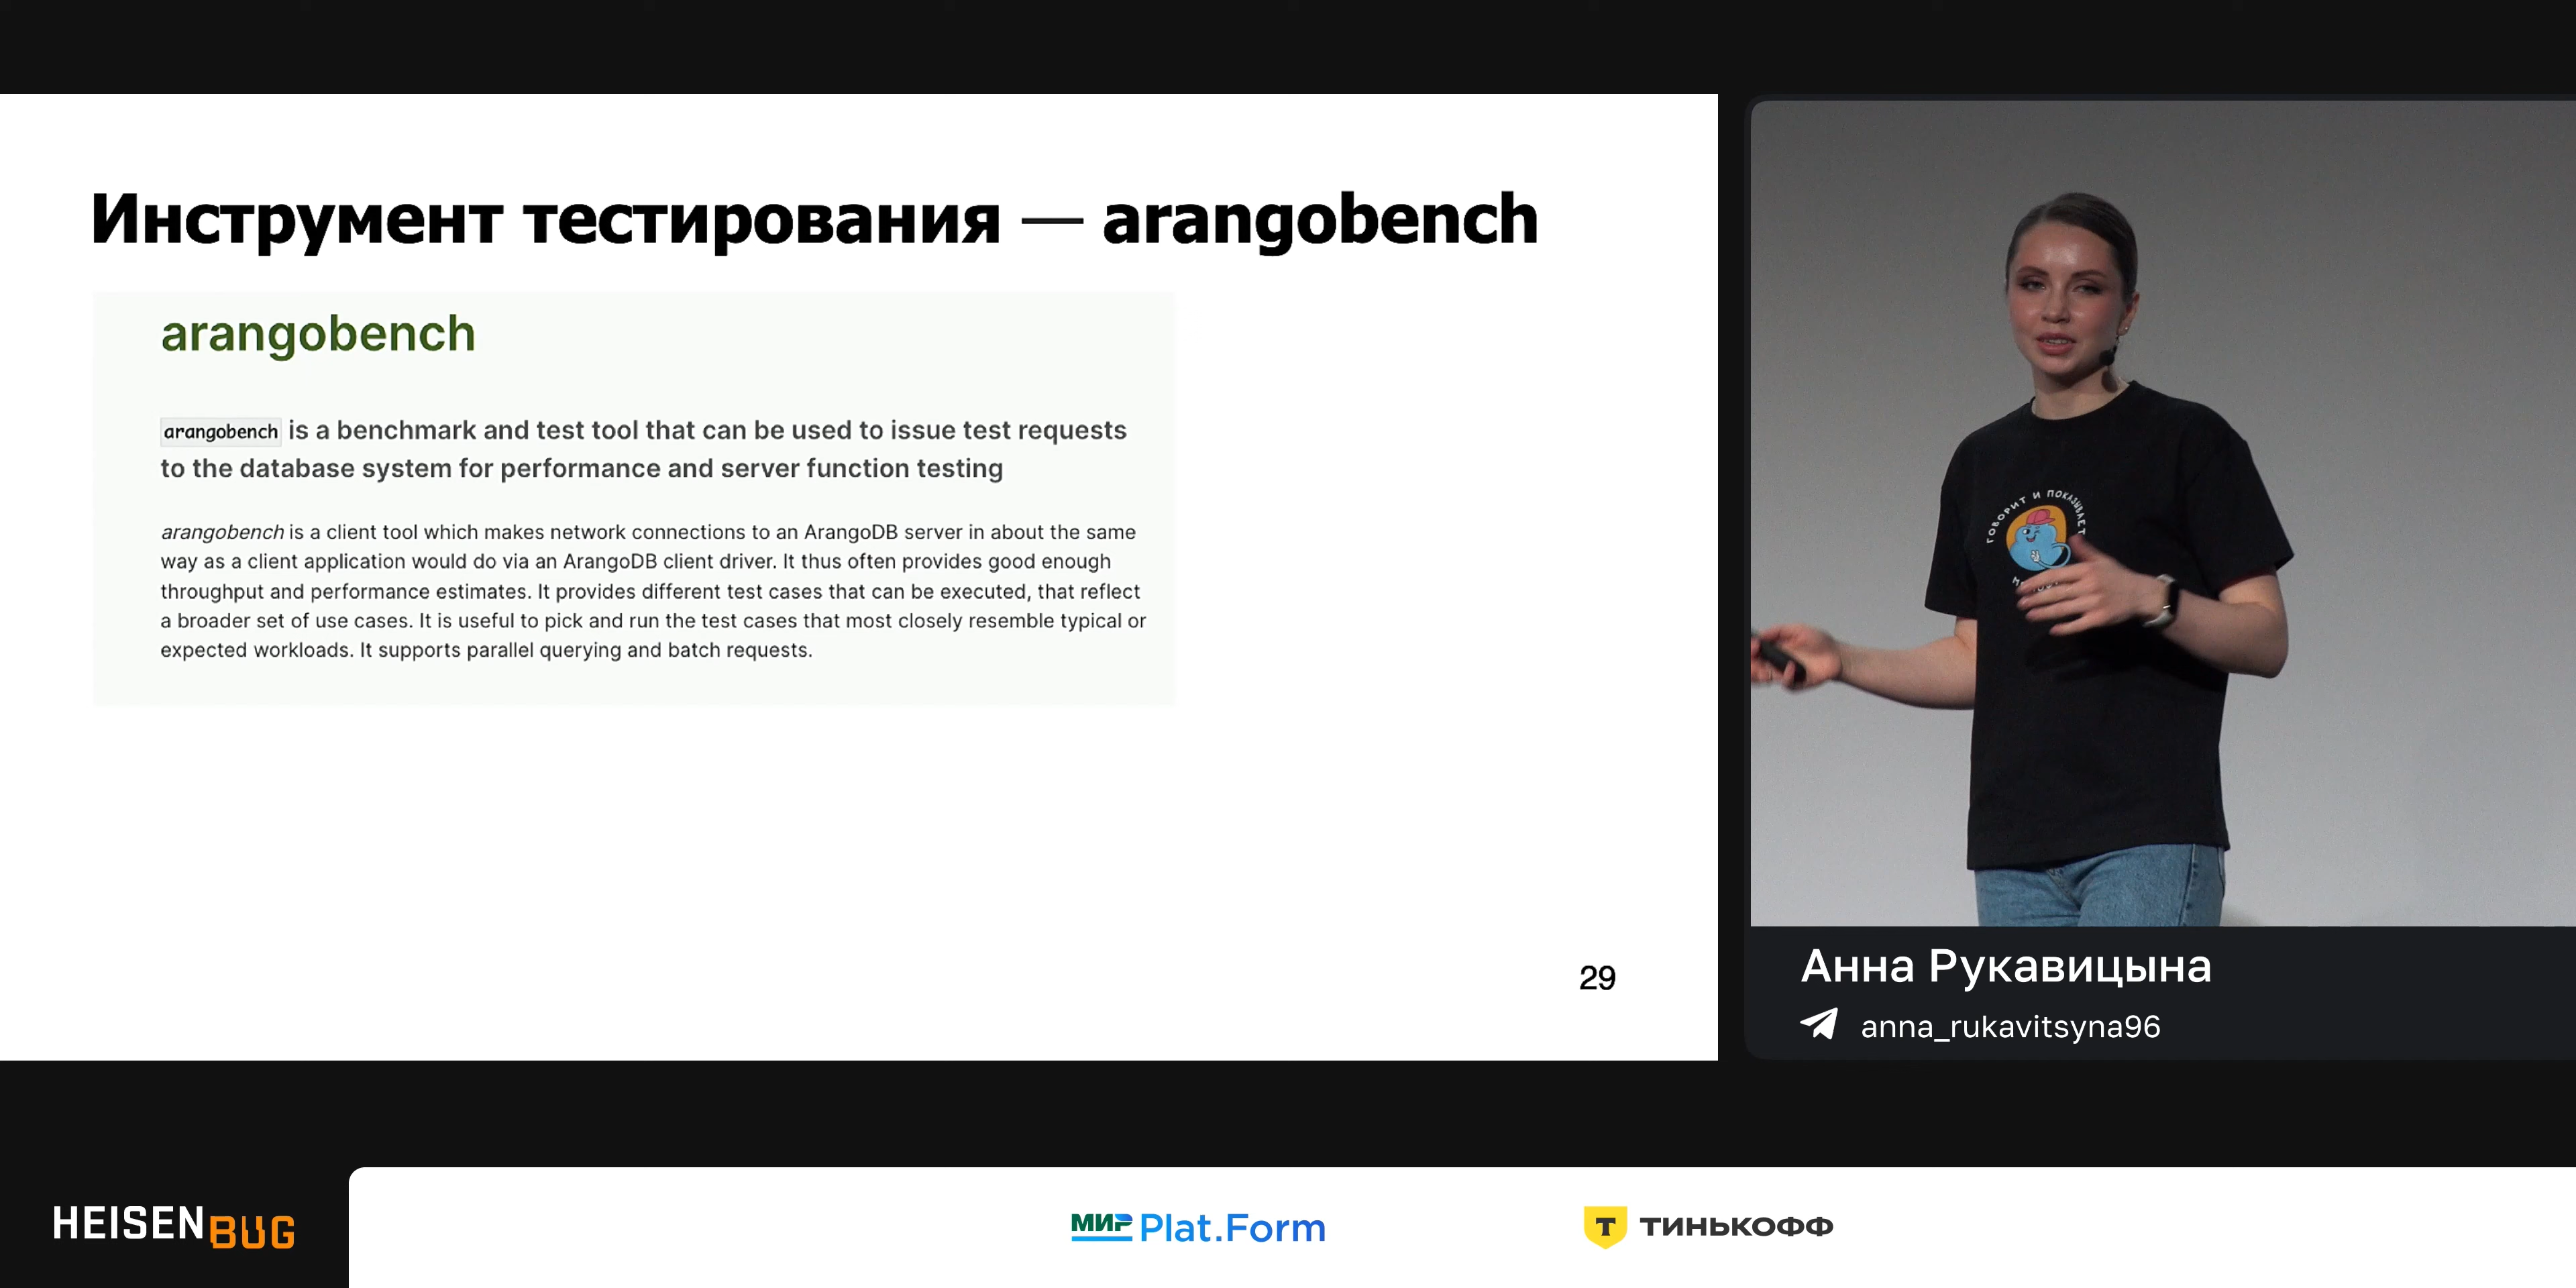 Инструмент тестирования — arangobench
arangobench
arangobench is a benchmark and test tool that can be used to issue test requests
to the database system for performance and server function testing
arangobench is a client tool which makes network connections to an ArangoDB server in about the same
way as a client application would do via an ArangoDB client driver. It thus often provides good enough
throughput and performance estimates. It provides different test cases that can be executed, that reflect
a broader set of use cases. It is useful to pick and run the test cases that most closely resemble typical or
expected workloads. It supports parallel querying and batch requests.
29
ГОВОРИТ И ПОКАЗЫВАЕТ
Анна Рукавицына
anna_rukavitsyna96
HEISENBUG
МИР Plat.Form
Т ТИНЬКОФФ